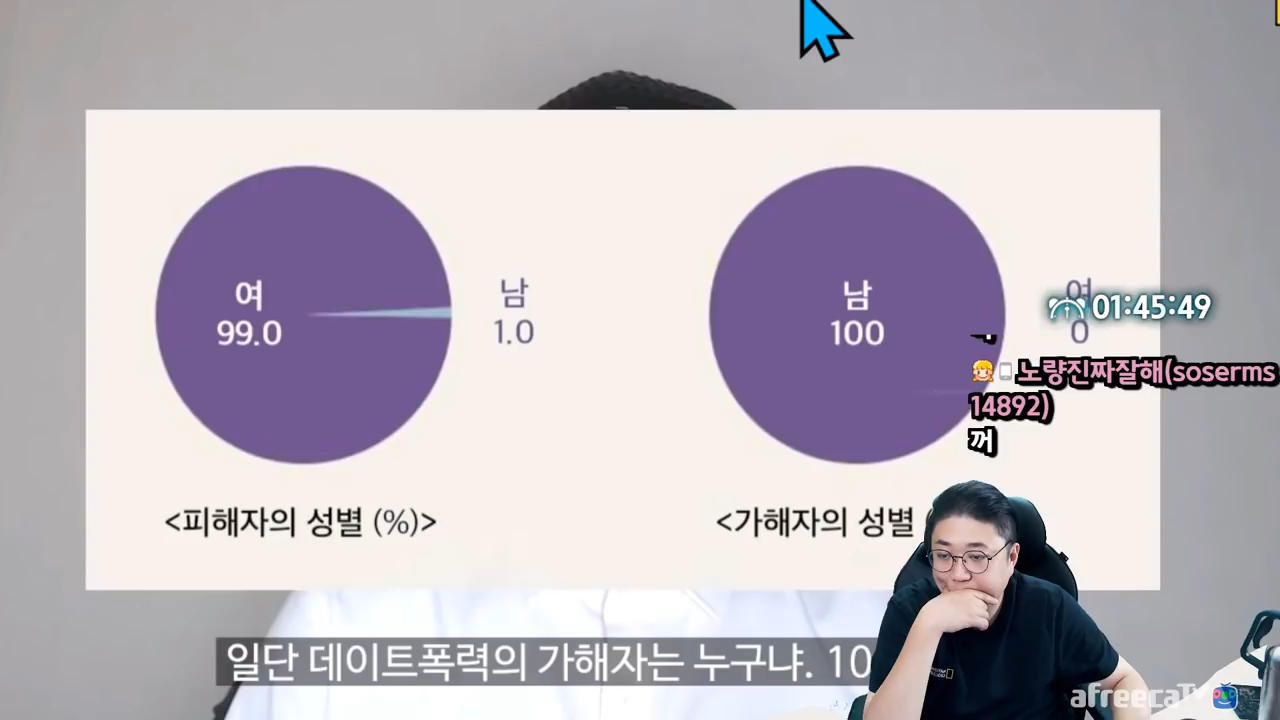 여
99.0
남
1.0
남
100
여
0
01:45:49
노량진짜잘해(soserms
14892)
꺼
<피해자의 성별 (%)>
<가해자의 성별
일단 데이트폭력의 가해자는 누구냐. 10
afreecaTV